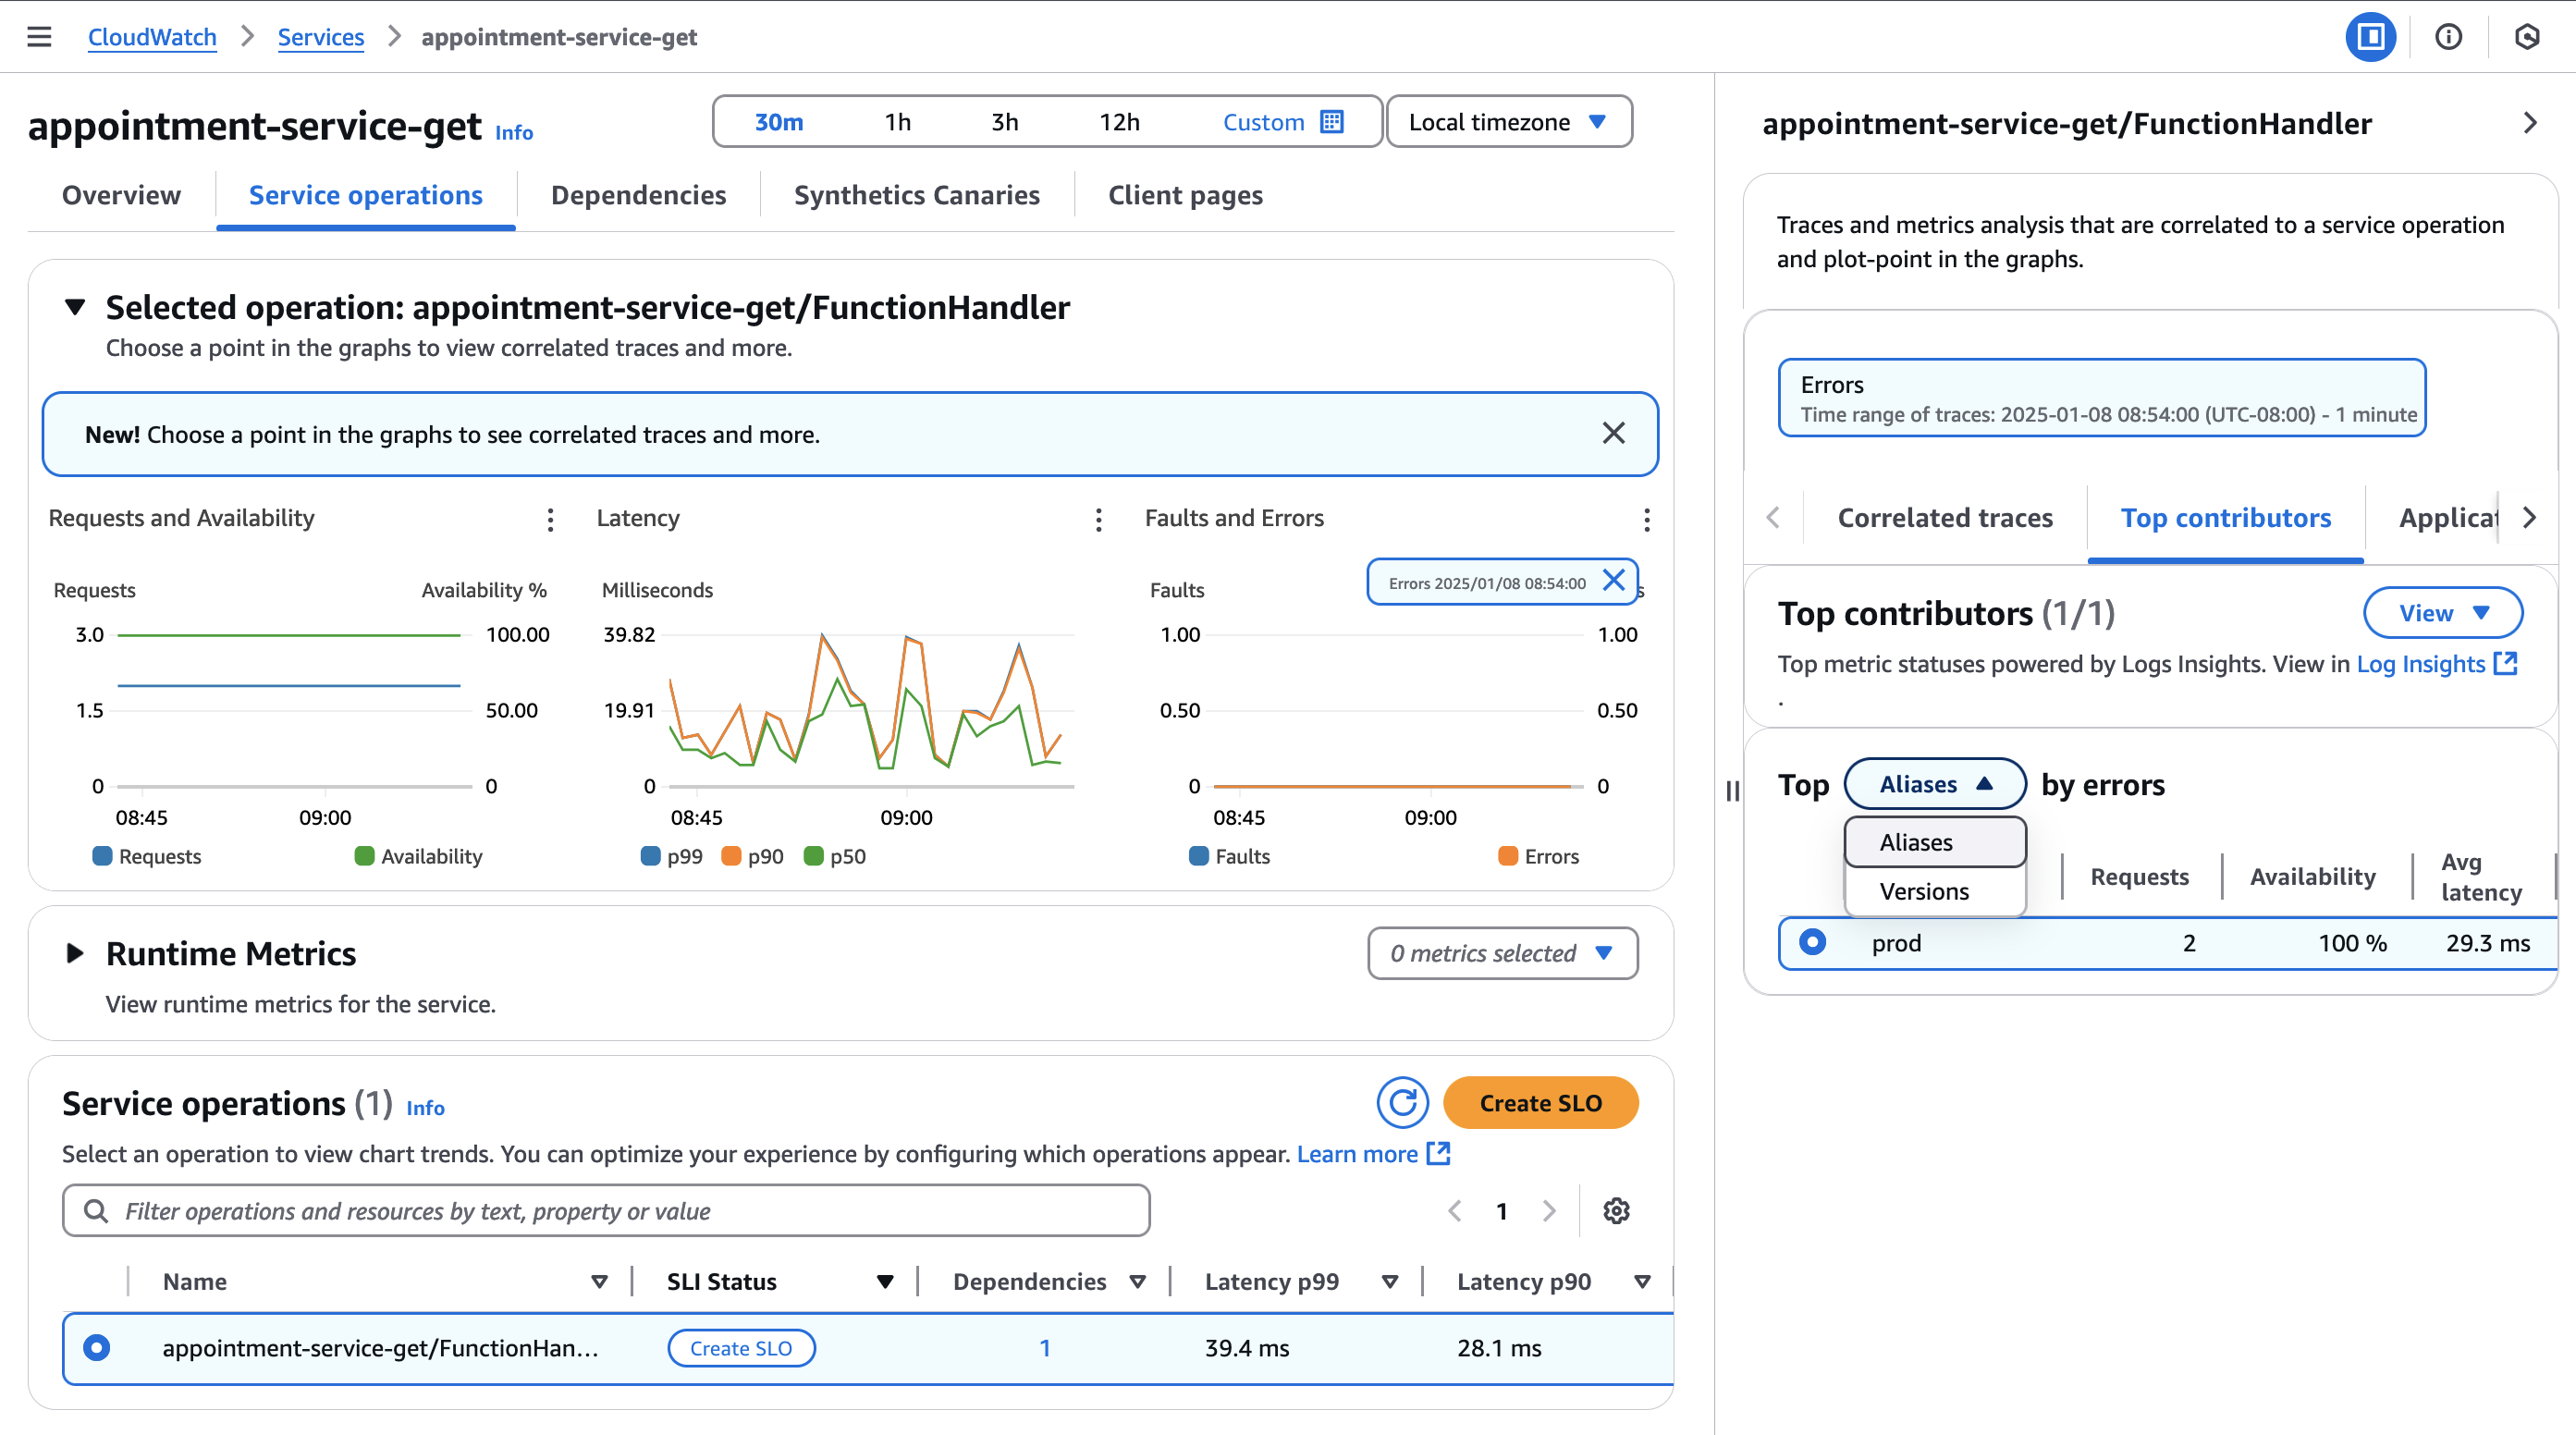 CloudWatch
Services
appointment-service-get
appointment-service-get Info
30m 1h 3h 12h Custom
Local timezone
Overview
Service operations
Dependencies
Synthetics Canaries
Client pages
Selected operation: appointment-service-get/FunctionHandler
Choose a point in the graphs to view correlated traces and more.
New! Choose a point in the graphs to see correlated traces and more.
Requests and Availability
Requests Availability %
3.0 100.00
1.5 50.00
0 0
08:45 09:00
Requests Availability
Latency
Milliseconds
39.82
19.91
0
08:45 09:00
p99 p90 p50
Faults and Errors
Errors 2025/01/08 08:54:00
Faults
1.00 1.00
0.50 0.50
0 0
08:45 09:00
Faults Errors
Runtime Metrics
0 metrics selected
View runtime metrics for the service.
Service operations (1) Info
Create SLO
Select an operation to view chart trends. You can optimize your experience by configuring which operations appear. Learn more
Filter operations and resources by text, property or value
1
Name SLI Status Dependencies Latency p99 Latency p90
appointment-service-get/FunctionHan... Create SLO 1 39.4 ms 28.1 ms
appointment-service-get/FunctionHandler
Traces and metrics analysis that are correlated to a service operation
and plot-point in the graphs.
Errors
Time range of traces: 2025-01-08 08:54:00 (UTC-08:00) - 1 minute
Correlated traces
Top contributors
Applicat
Top contributors (1/1)
View
Top metric statuses powered by Logs Insights. View in Log Insights
.
Top Aliases by errors
Aliases
Versions
Requests Availability Avg
latency
prod 2 100 % 29.3 ms